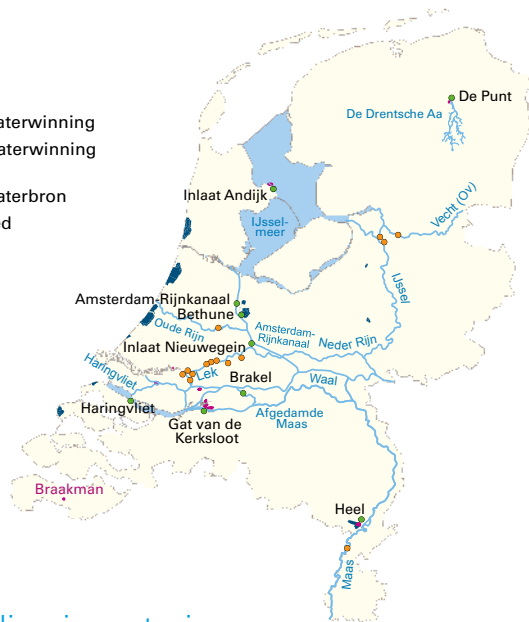 aterwinning
aterwinning
aterbron
ed
De Punt
De Drentsche Aa
Inlaat Andijk
IJssel-
meer
Vecht (Ov)
IJssel
Amsterdam-Rijnkanaal
Bethune
Oude Rijn
Amsterdam-
Rijnkanaal
Neder Rijn
Inlaat Nieuwegein
Lek
Haringvliet
Brakel
Waal
Haringvliet
Gat van de
Kerksloot
Afgedamde
Maas
Braakman
Heel
Maas